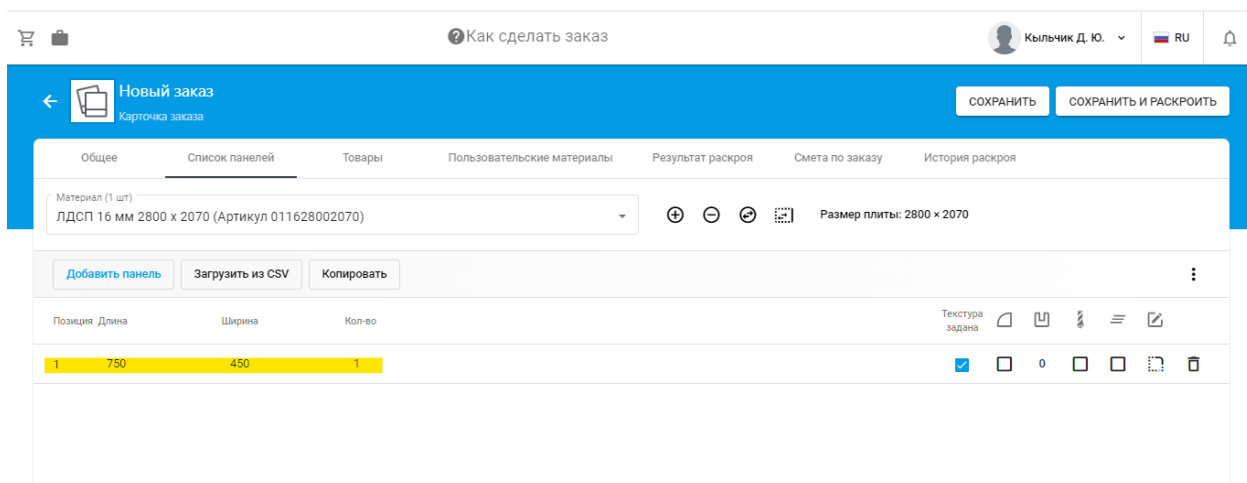 Как сделать заказ
Кыльчик Д. Ю.
RU
Новый заказ
Карточка заказа
СОХРАНИТЬ
СОХРАНИТЬ И РАСКРОИТЬ
Общее
Список панелей
Товары
Пользовательские материалы
Результат раскроя
Смета по заказу
История раскроя
Материал (1 шт)
ЛДСП 16 мм 2800 x 2070 (Артикул 011628002070)
Размер плиты: 2800 × 2070
Добавить панель
Загрузить из CSV
Копировать
Позиция Длина
Ширина
Кол-во
Текстура
задана
1 750 450 1
0